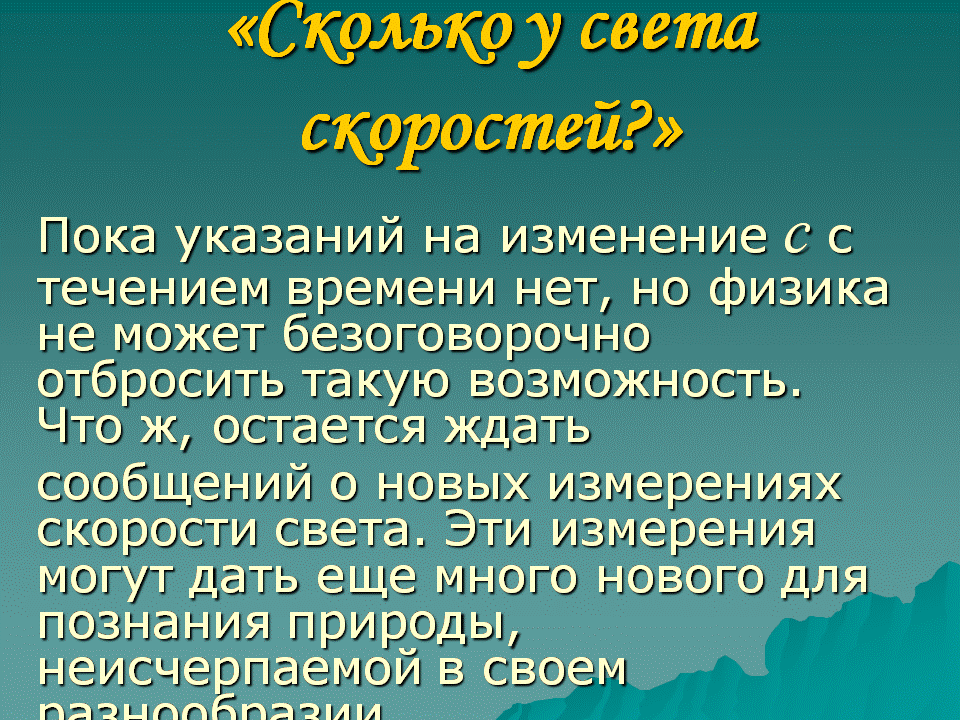 «Сколько у света
скоростей?»
Пока указаний на изменение c с
течением времени нет, но физика
не может безоговорочно
отбросить такую возможность.
Что ж, остается ждать
сообщений о новых измерениях
скорости света. Эти измерения
могут дать еще много нового для
познания природы,
неисчерпаемой в своем
разнообразии